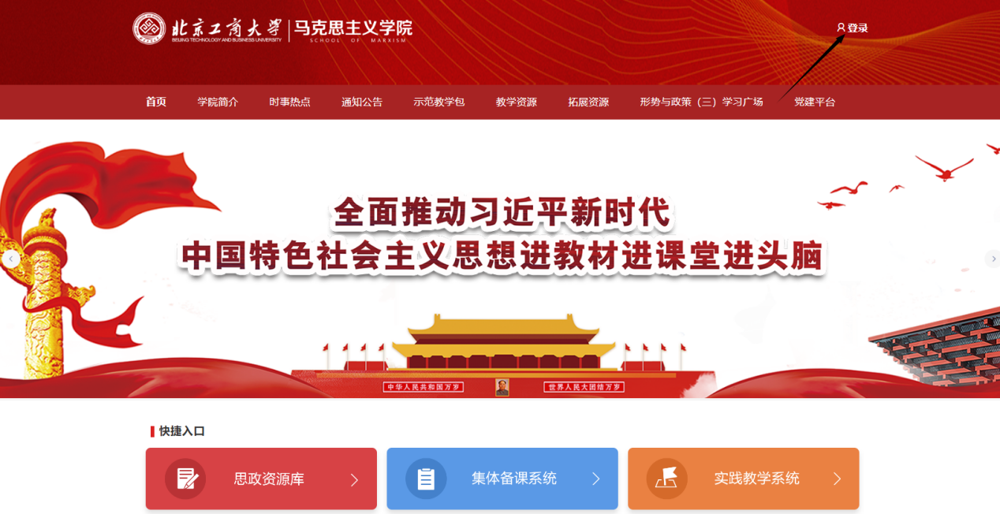 北京工商大学
BEIJING TECHNOLOGY AND BUSINESS UNIVERSITY
马克思主义学院
SCHOOL OF MARXISM
登录
首页 学院简介 时事热点 通知公告 示范教学包 教学资源 拓展资源 形势与政策（三）学习广场 党建平台
全面推动习近平新时代
中国特色社会主义思想进教材进课堂进头脑
中华人民共和国万岁 世界人民大团结万岁
快捷入口
思政资源库 集体备课系统 实践教学系统